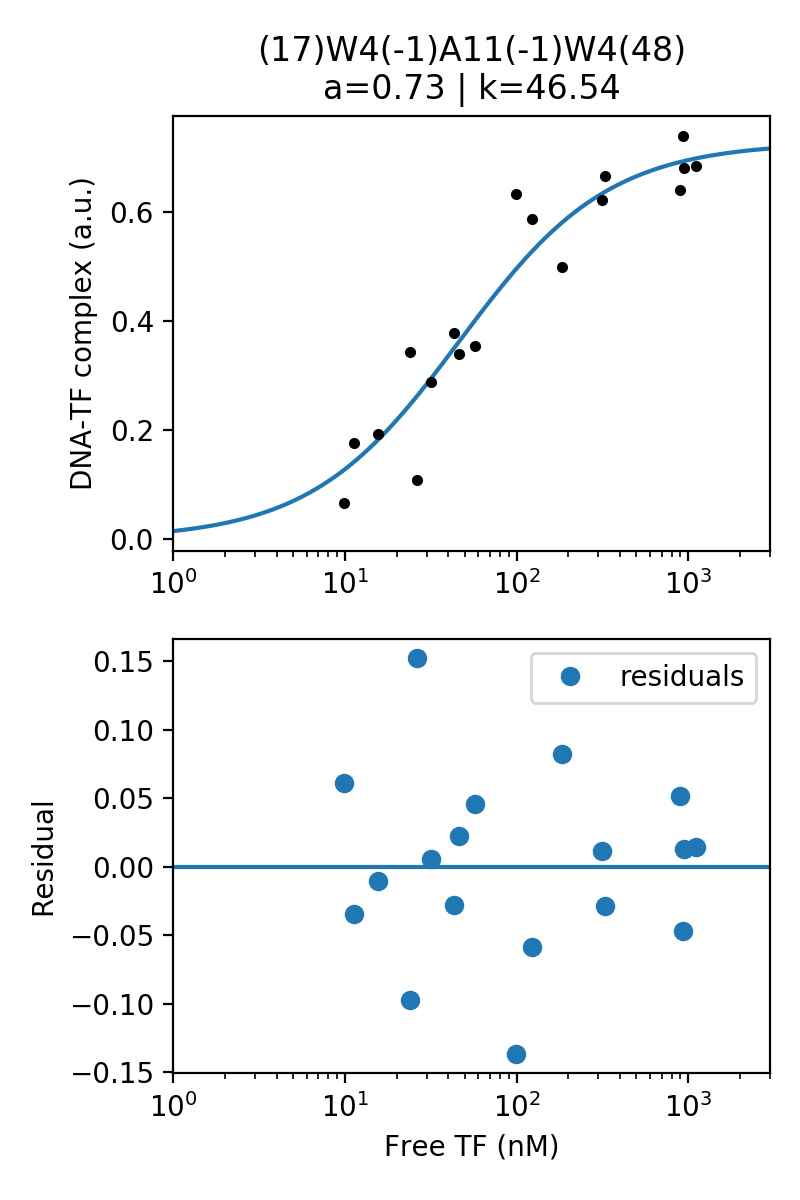 (17)W4(-1)A11(-1)W4(48)
a=0.73 | k=46.54
DNA-TF complex (a.u.)
0.6
0.4
0.2
0.0
10⁰ 10¹ 10² 10³
residuals
Residual
0.15
0.10
0.05
0.00
−0.05
−0.10
−0.15
10⁰ 10¹ 10² 10³
Free TF (nM)